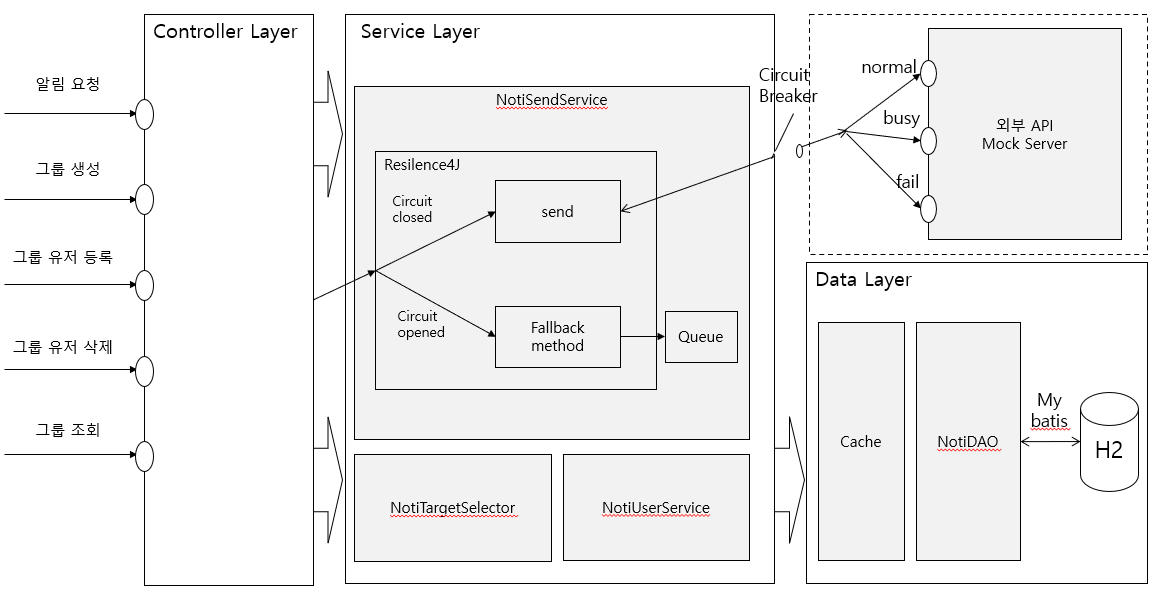 Controller Layer
알림 요청
그룹 생성
그룹 유저 등록
그룹 유저 삭제
그룹 조회
Service Layer
NotiSendService
Resilence4J
Circuit
closed
send
Circuit
opened
Fallback
method
Queue
NotiTargetSelector
NotiUserService
Circuit
Breaker
normal
busy
fail
외부 API
Mock Server
Data Layer
Cache
NotiDAO
My
batis
H2